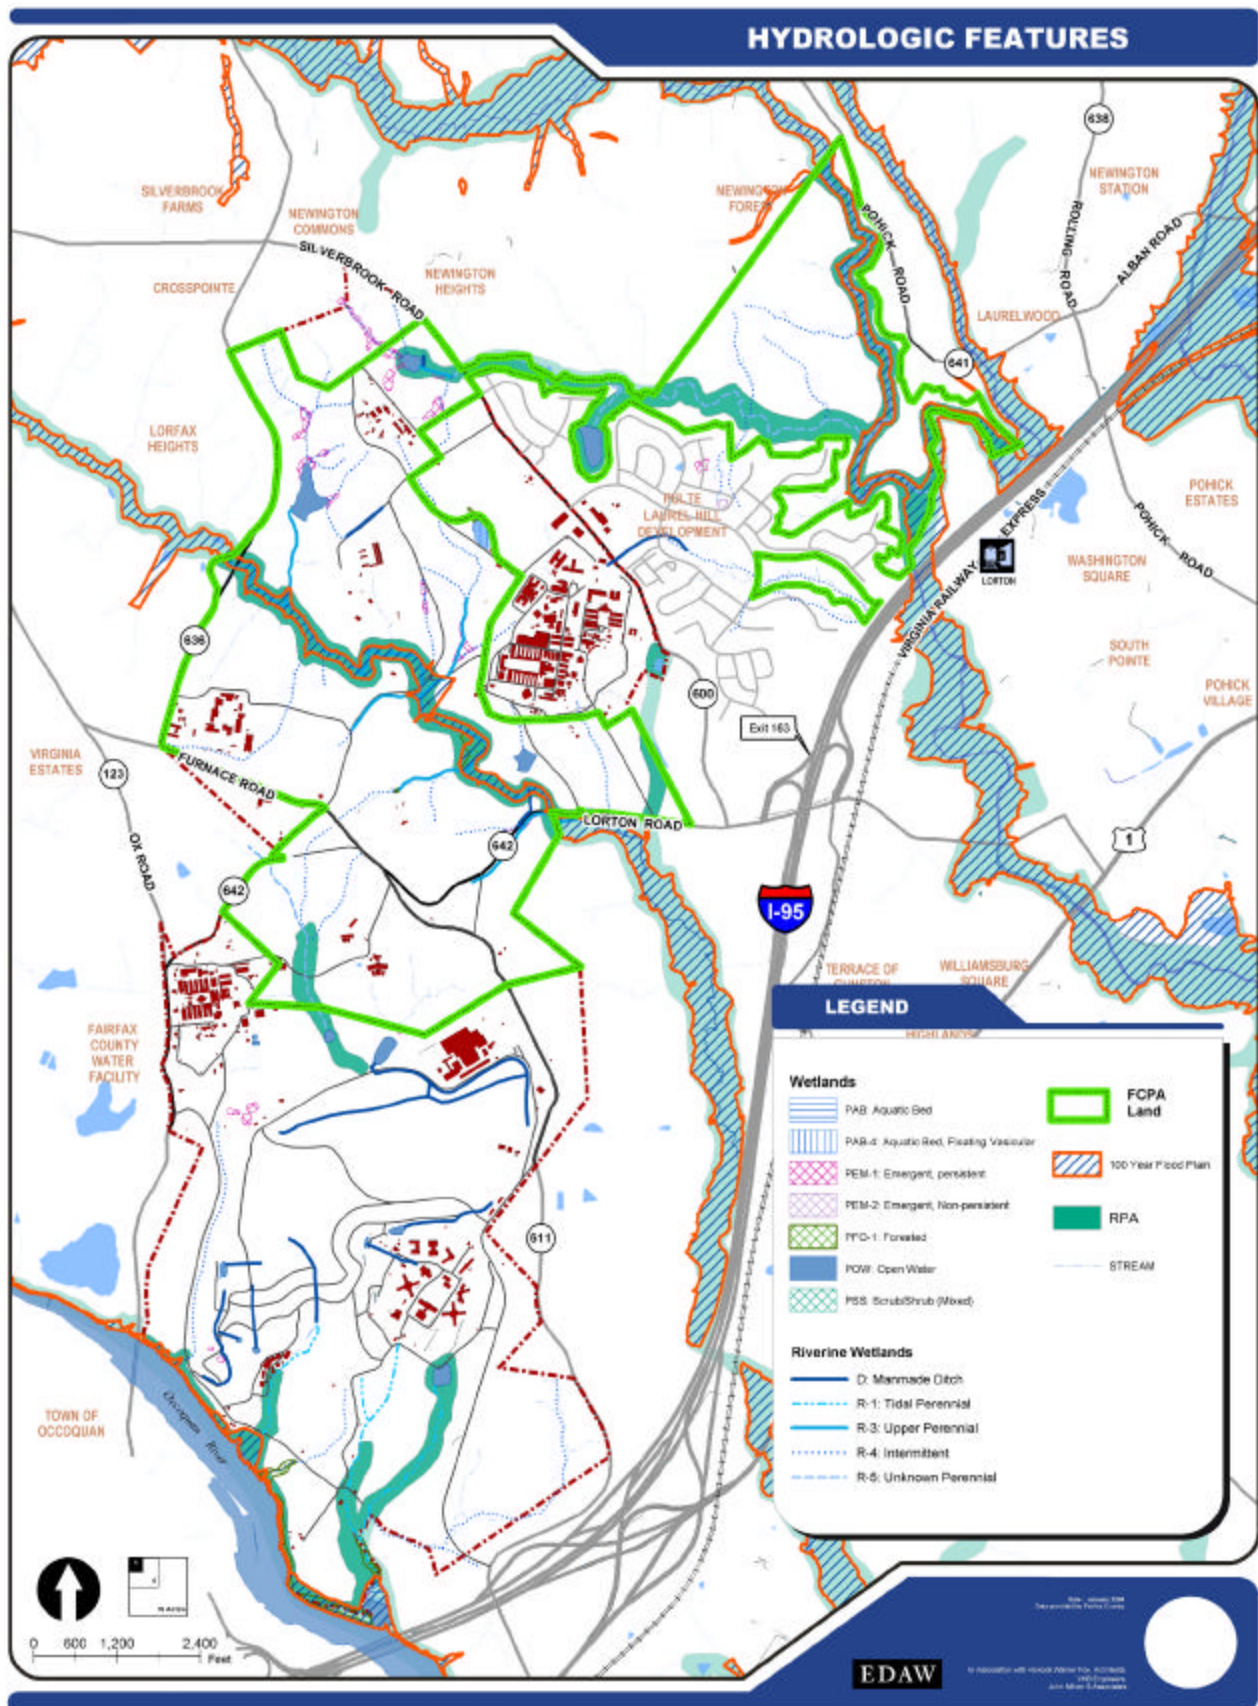 HYDROLOGIC FEATURES
638
SILVERBROOK
FARMS
NEWINGTON
COMMONS
NEWINGTON
FOREST
NEWINGTON
STATION
POHICK ROAD
ROLLING ROAD
ALBAN ROAD
SILVERBROOK ROAD
NEWINGTON
HEIGHTS
CROSSPOINTE
LAURELWOOD
641
LORFAX
HEIGHTS
PULTE
LAUREL HILL
DEVELOPMENT
POHICK
ESTATES
POHICK ROAD
VIRGINIA RAILWAY EXPRESS
LORTON
WASHINGTON
SQUARE
636
SOUTH
POINTE
POHICK
VILLAGE
600
Exit 163
VIRGINIA
ESTATES
123
FURNACE ROAD
LORTON ROAD
OX ROAD
642
642
1
I-95
TERRACE OF
WILLIAMSBURG
SQUARE
FAIRFAX
COUNTY
WATER
FACILITY
611
TOWN OF
OCCOQUAN
Occoquan River
LEGEND
HIGHLANDS
Wetlands
PAB: Aquatic Bed
PAB-4: Aquatic Bed, Floating Vasicular
PEM-1: Emergent, persistent
PEM-2: Emergent, Non-persistent
PFO-1: Forested
POW: Open Water
PSS: Scrub/Shrub (Mixed)
FCPA
Land
100 Year Flood Plain
RPA
STREAM
Riverine Wetlands
D: Manmade Ditch
R-1: Tidal Perennial
R-3: Upper Perennial
R-4: Intermittent
R-5: Unknown Perennial
0 600 1,200 2,400
Feet
EDAW